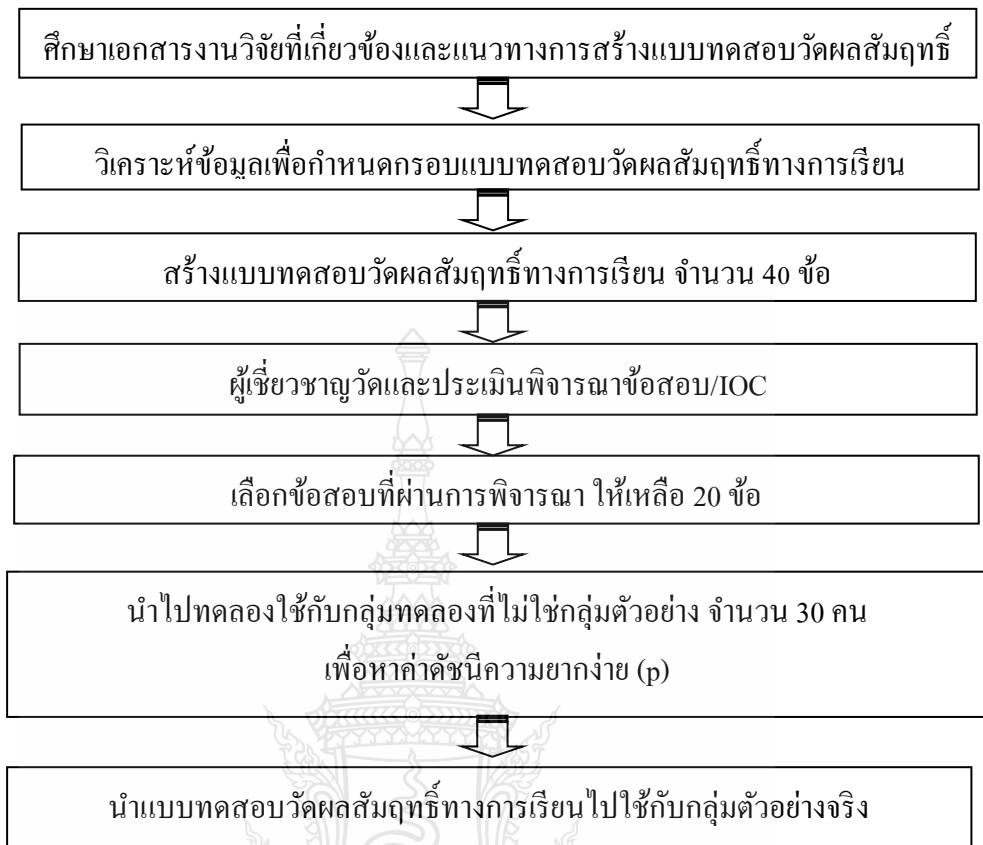 ศึกษาเอกสารงานวิจัยที่เกี่ยวข้องและแนวทางการสร้างแบบทดสอบวัดผลสัมฤทธิ์
วิเคราะห์ข้อมูลเพื่อกำหนดกรอบแบบทดสอบวัดผลสัมฤทธิ์ทางการเรียน
สร้างแบบทดสอบวัดผลสัมฤทธิ์ทางการเรียน จำนวน 40 ข้อ
ผู้เชี่ยวชาญวัดและประเมินพิจารณาข้อสอบ/IOC
เลือกข้อสอบที่ผ่านการพิจารณา ให้เหลือ 20 ข้อ
นำไปทดลองใช้กับกลุ่มทดลองที่ไม่ใช่กลุ่มตัวอย่าง จำนวน 30 คน
เพื่อหาค่าดัชนีความยากง่าย (p)
นำแบบทดสอบวัดผลสัมฤทธิ์ทางการเรียนไปใช้กับกลุ่มตัวอย่างจริง